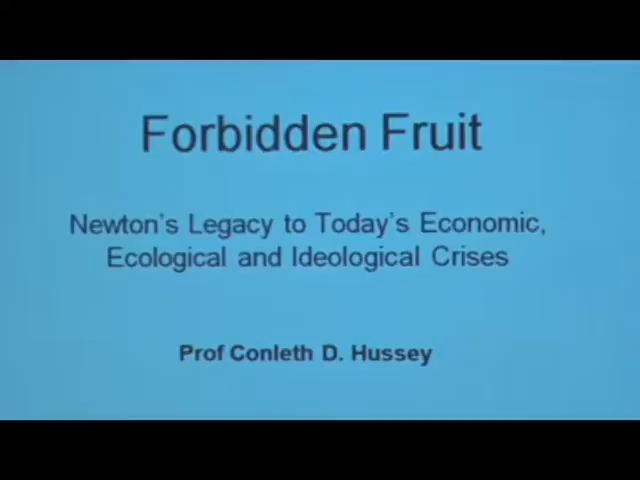 Forbidden Fruit
Newton's Legacy to Today's Economic,
Ecological and Ideological Crises
Prof Conleth D. Hussey